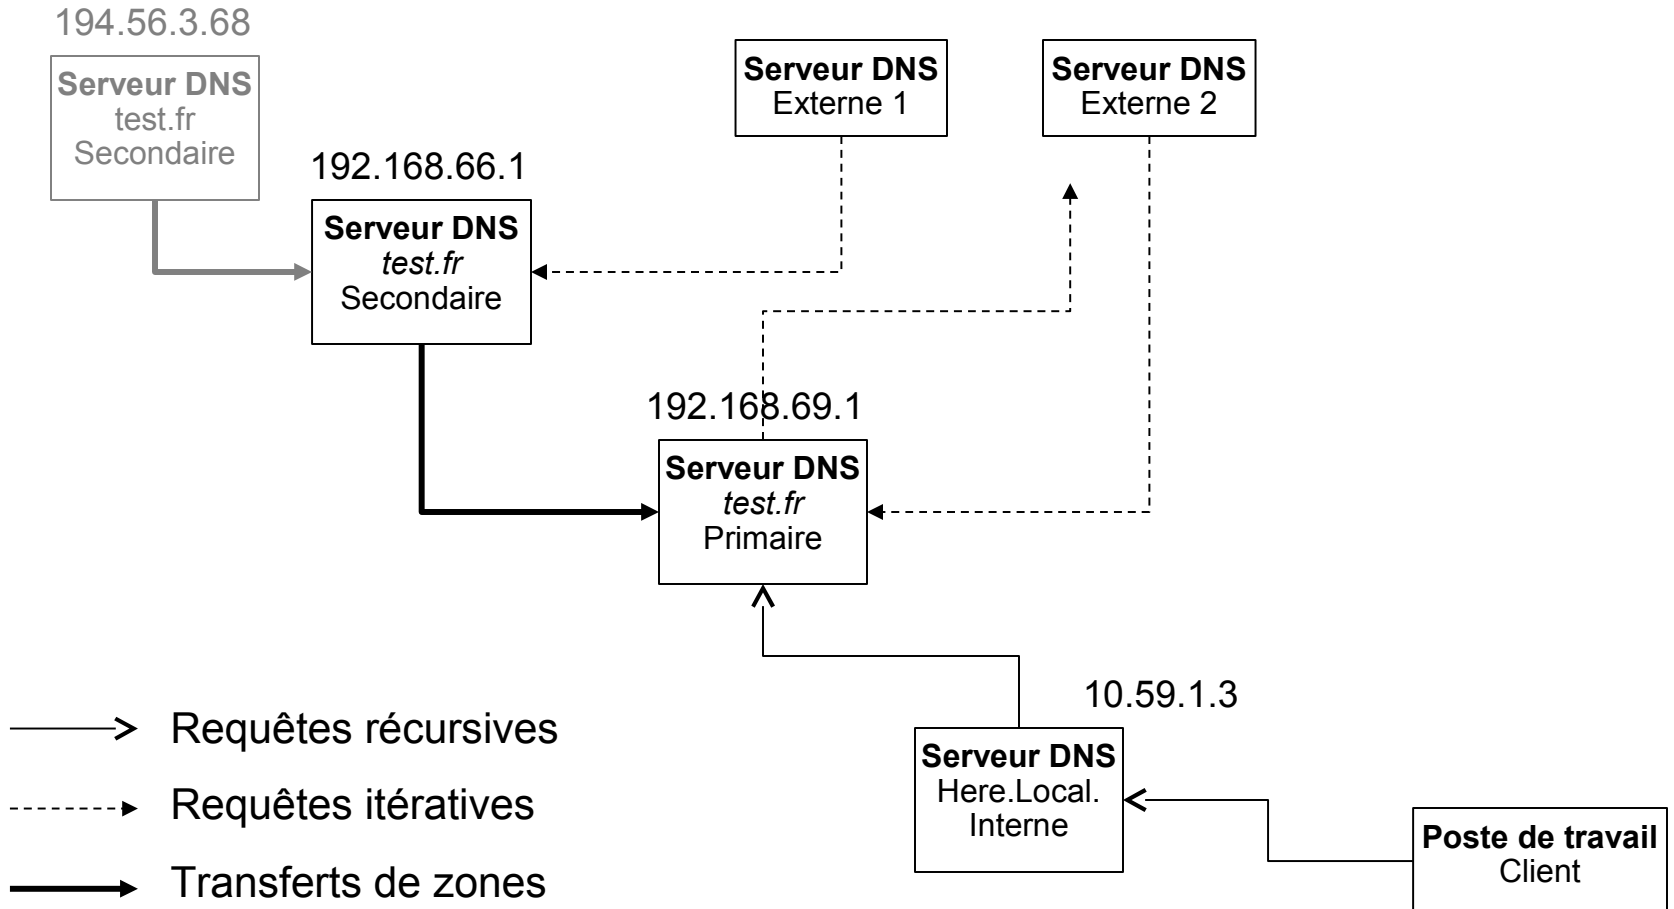 194.56.3.68
Serveur DNS
test.fr
Secondaire
192.168.66.1
Serveur DNS
test.fr
Secondaire
Serveur DNS
Externe 1
Serveur DNS
Externe 2
192.168.69.1
Serveur DNS
test.fr
Primaire
10.59.1.3
Serveur DNS
Here.Local.
Interne
Poste de travail
Client
Requêtes récursives
Requêtes itératives
Transferts de zones